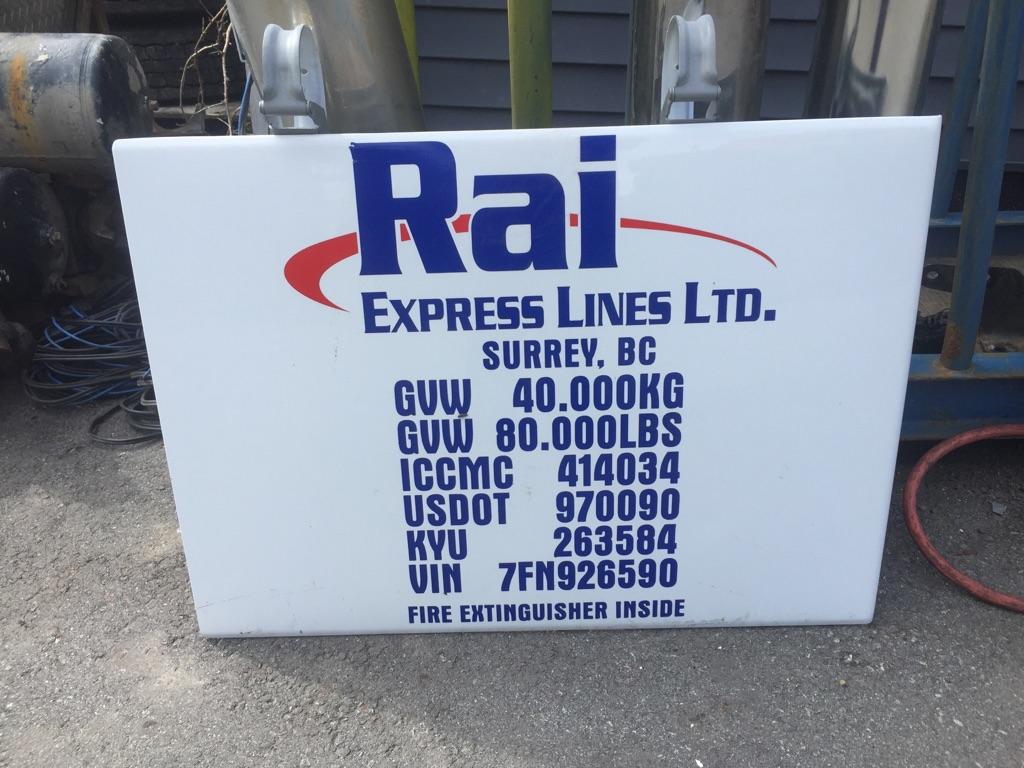 Rai
EXPRESS LINES LTD.
SURREY, BC
GVW 40.000KG
GVW 80.000LBS
ICCMC 414034
USDOT 970090
KYU 263584
VIN 7FN926590
FIRE EXTINGUISHER INSIDE